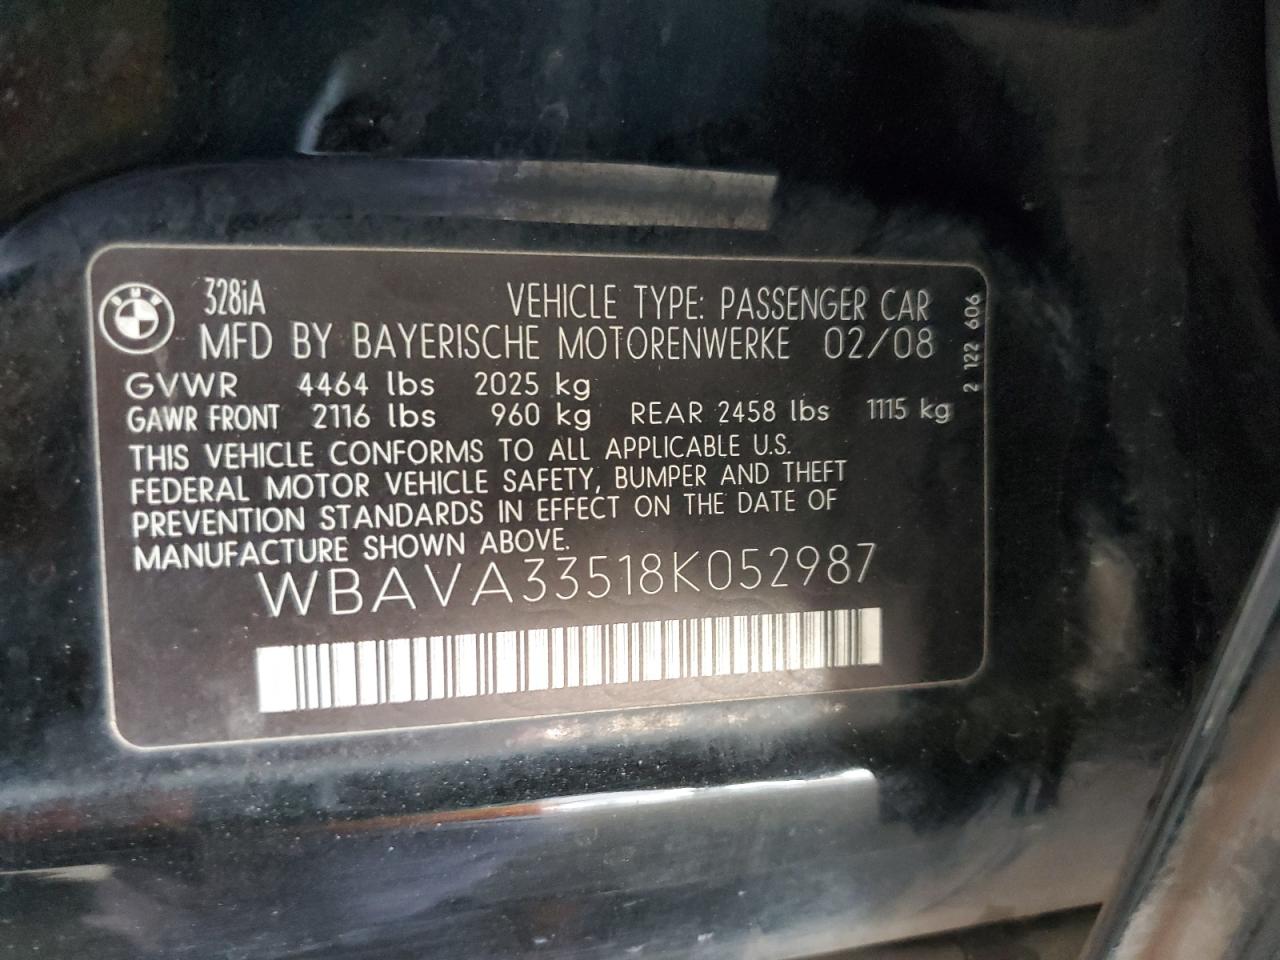 BMW
328iA VEHICLE TYPE: PASSENGER CAR
MFD BY BAYERISCHE MOTORENWERKE 02/08
GVWR 4464 lbs 2025 kg
GAWR FRONT 2116 lbs 960 kg REAR 2458 lbs 1115 kg
THIS VEHICLE CONFORMS TO ALL APPLICABLE U.S.
FEDERAL MOTOR VEHICLE SAFETY, BUMPER AND THEFT
PREVENTION STANDARDS IN EFFECT ON THE DATE OF
MANUFACTURE SHOWN ABOVE.
WBAVA33518K052987
2 122 606